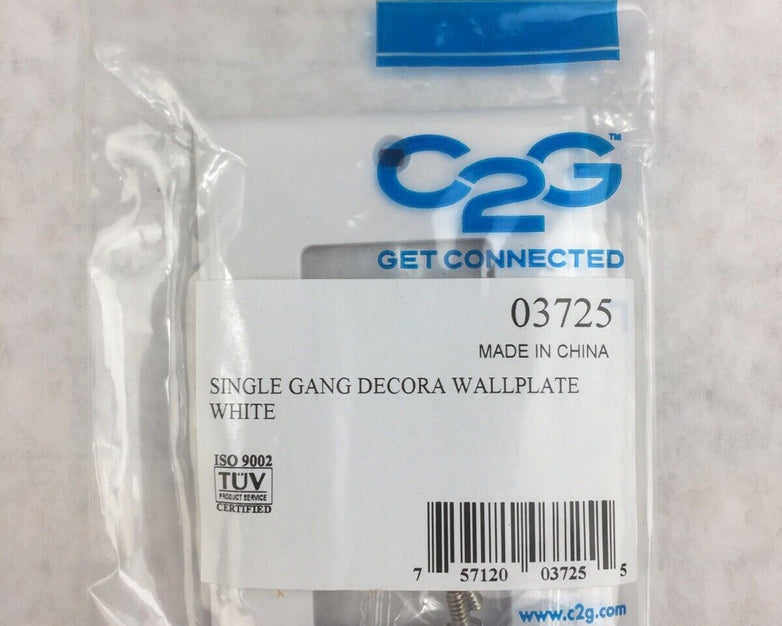 C2G™
GET CONNECTED
03725
MADE IN CHINA
SINGLE GANG DECORA WALLPLATE
WHITE
ISO 9002
TÜV
PRODUCT SERVICE
CERTIFIED
7 57120 03725 5
www.c2g.com